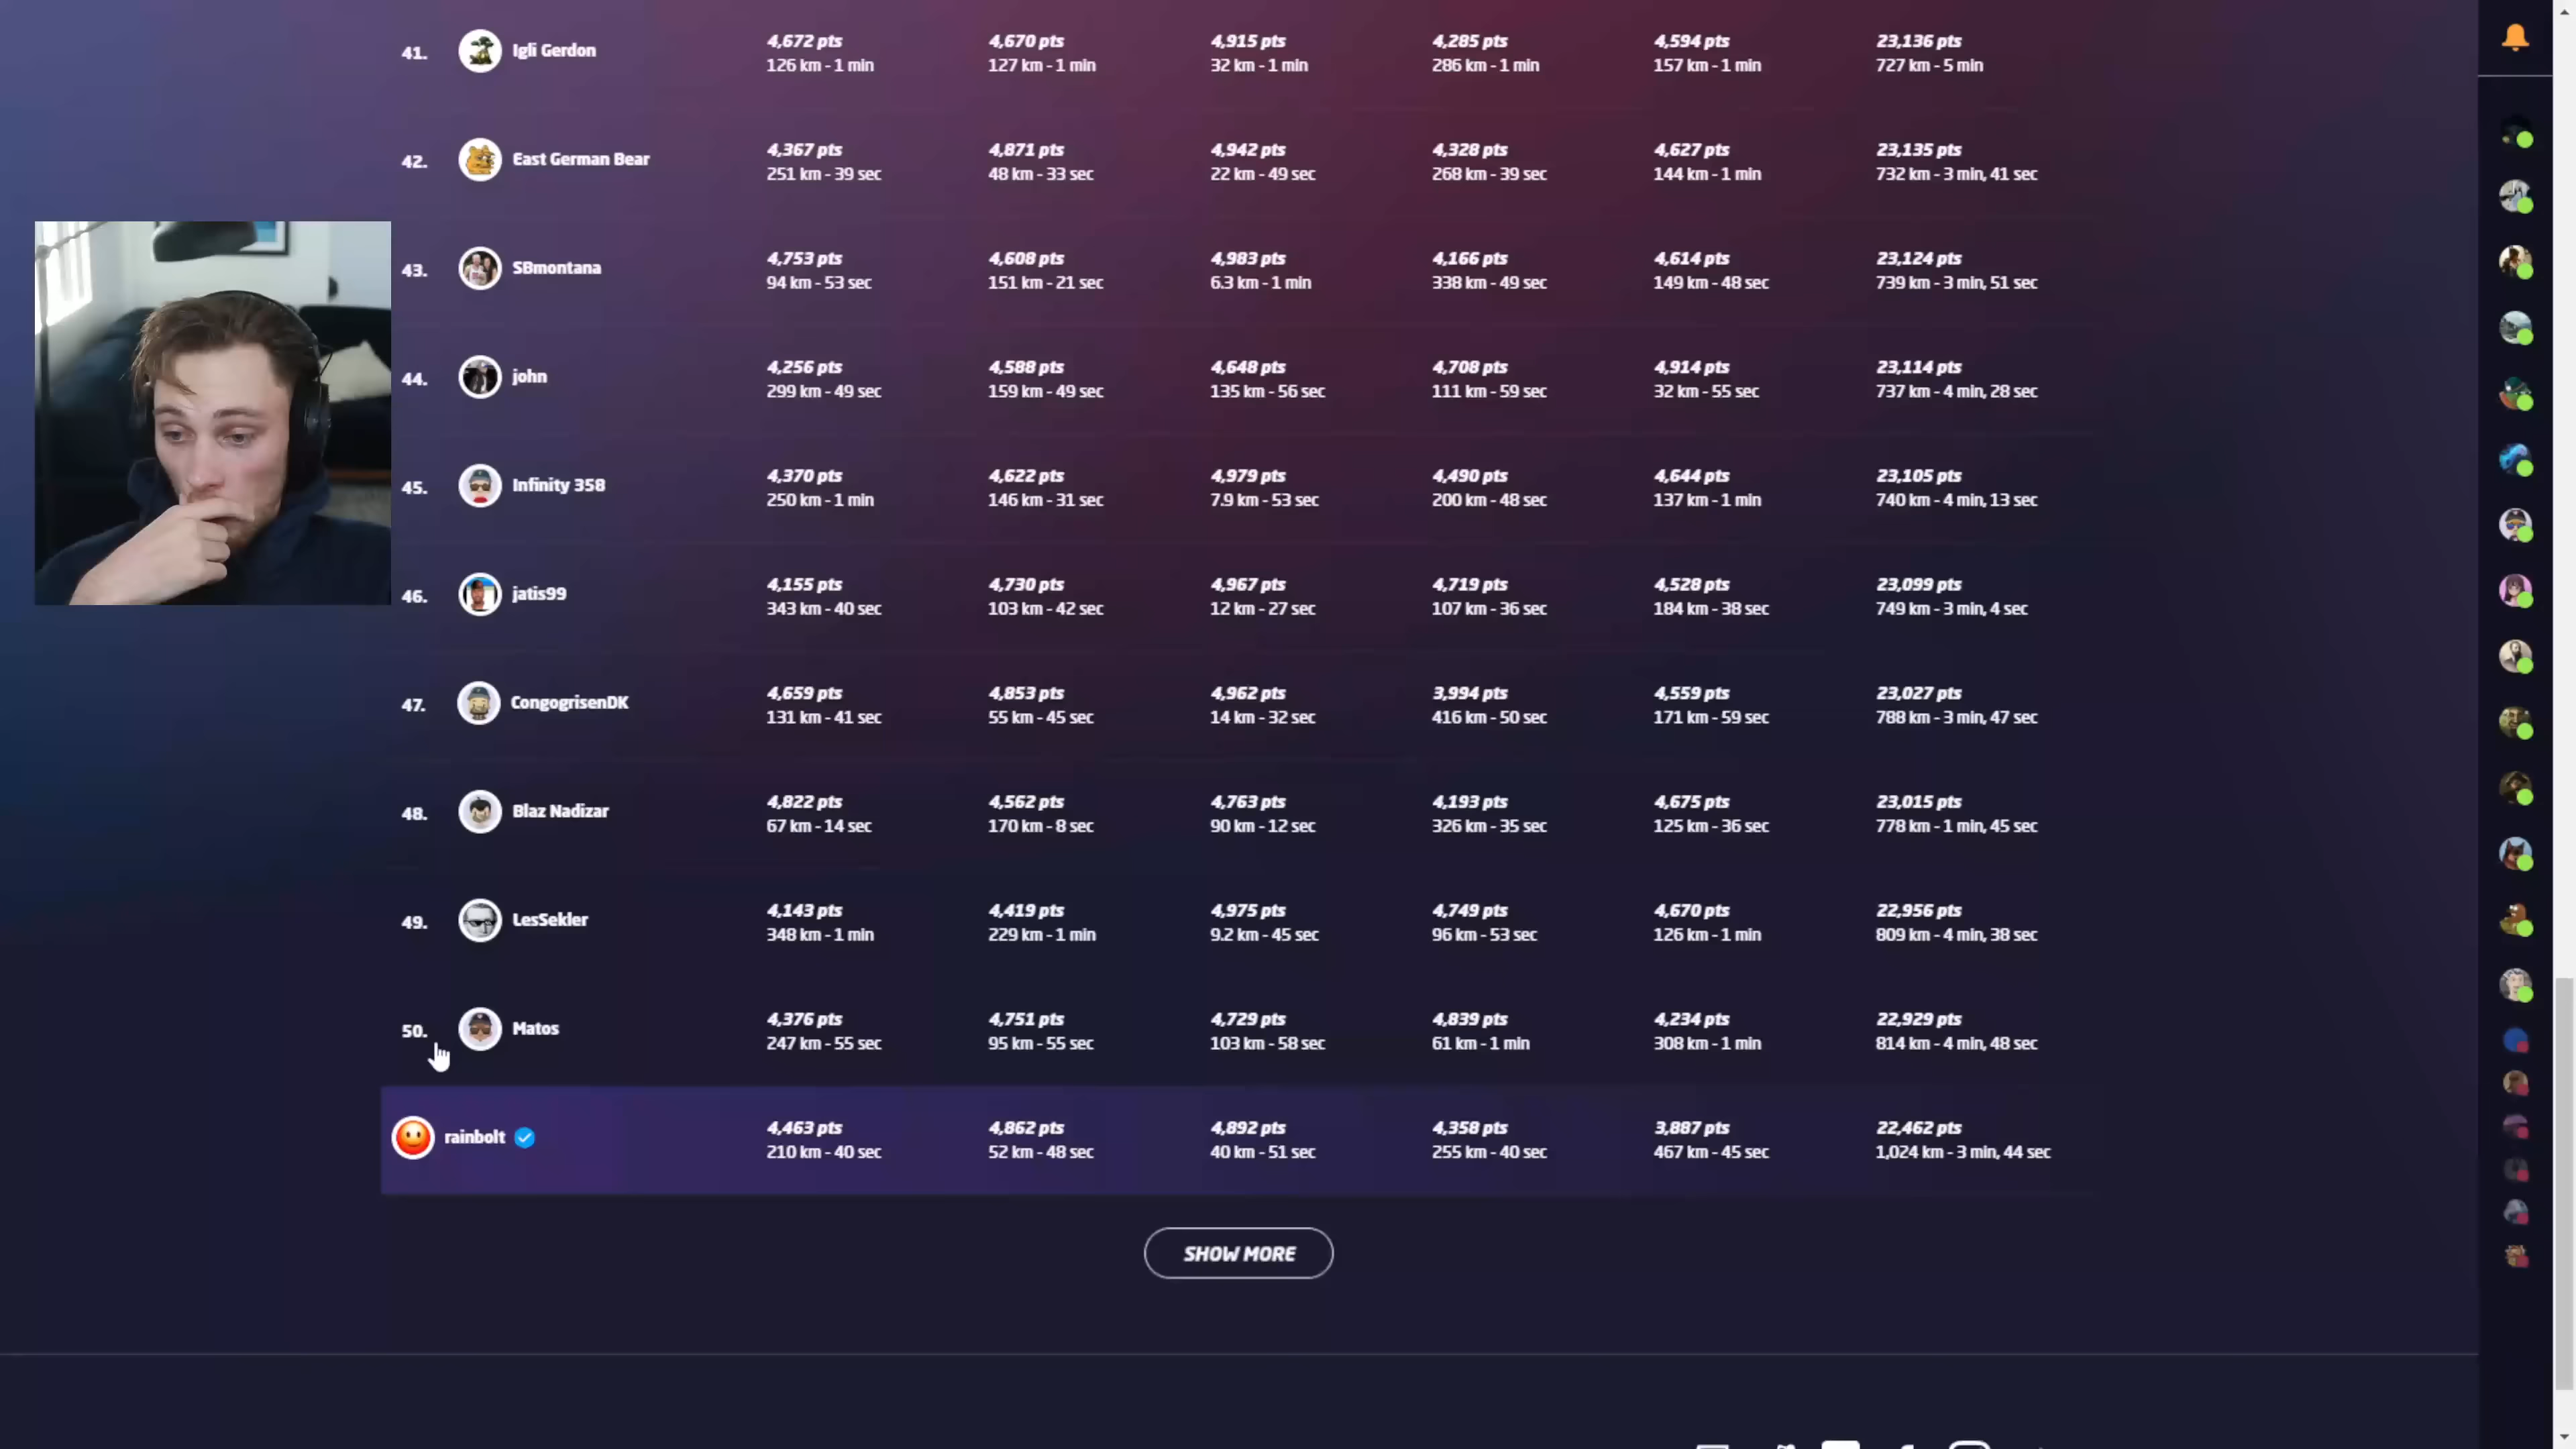 41. Igli Gerdon 4,672 pts 4,670 pts 4,915 pts 4,285 pts 4,594 pts 23,136 pts
126 km - 1 min 127 km - 1 min 32 km - 1 min 286 km - 1 min 157 km - 1 min 727 km - 5 min
42. East German Bear 4,367 pts 4,871 pts 4,942 pts 4,328 pts 4,627 pts 23,135 pts
251 km - 39 sec 48 km - 33 sec 22 km - 49 sec 268 km - 39 sec 144 km - 1 min 732 km - 3 min, 41 sec
43. SBmontana 4,753 pts 4,608 pts 4,983 pts 4,166 pts 4,614 pts 23,124 pts
94 km - 53 sec 151 km - 21 sec 6.3 km - 1 min 338 km - 49 sec 149 km - 48 sec 739 km - 3 min, 51 sec
44. john 4,256 pts 4,588 pts 4,648 pts 4,708 pts 4,914 pts 23,114 pts
299 km - 49 sec 159 km - 49 sec 135 km - 56 sec 111 km - 59 sec 32 km - 55 sec 737 km - 4 min, 28 sec
45. Infinity 358 4,370 pts 4,622 pts 4,979 pts 4,490 pts 4,644 pts 23,105 pts
250 km - 1 min 146 km - 31 sec 7.9 km - 53 sec 200 km - 48 sec 137 km - 1 min 740 km - 4 min, 13 sec
46. jatis99 4,155 pts 4,730 pts 4,967 pts 4,719 pts 4,528 pts 23,099 pts
343 km - 40 sec 103 km - 42 sec 12 km - 27 sec 107 km - 36 sec 184 km - 38 sec 749 km - 3 min, 4 sec
47. CongogrisenDK 4,659 pts 4,853 pts 4,962 pts 3,994 pts 4,559 pts 23,027 pts
131 km - 41 sec 55 km - 45 sec 14 km - 32 sec 416 km - 50 sec 171 km - 59 sec 788 km - 3 min, 47 sec
48. Blaz Nadizar 4,822 pts 4,562 pts 4,763 pts 4,193 pts 4,675 pts 23,015 pts
67 km - 14 sec 170 km - 8 sec 90 km - 12 sec 326 km - 35 sec 125 km - 36 sec 778 km - 1 min, 45 sec
49. LesSekler 4,143 pts 4,419 pts 4,975 pts 4,749 pts 4,670 pts 22,956 pts
348 km - 1 min 229 km - 1 min 9.2 km - 45 sec 96 km - 53 sec 126 km - 1 min 809 km - 4 min, 38 sec
50. Matos 4,376 pts 4,751 pts 4,729 pts 4,839 pts 4,234 pts 22,929 pts
247 km - 55 sec 95 km - 55 sec 103 km - 58 sec 61 km - 1 min 308 km - 1 min 814 km - 4 min, 48 sec
rainbolt 4,463 pts 4,862 pts 4,892 pts 4,358 pts 3,887 pts 22,462 pts
210 km - 40 sec 52 km - 48 sec 40 km - 51 sec 255 km - 40 sec 467 km - 45 sec 1,024 km - 3 min, 44 sec
SHOW MORE